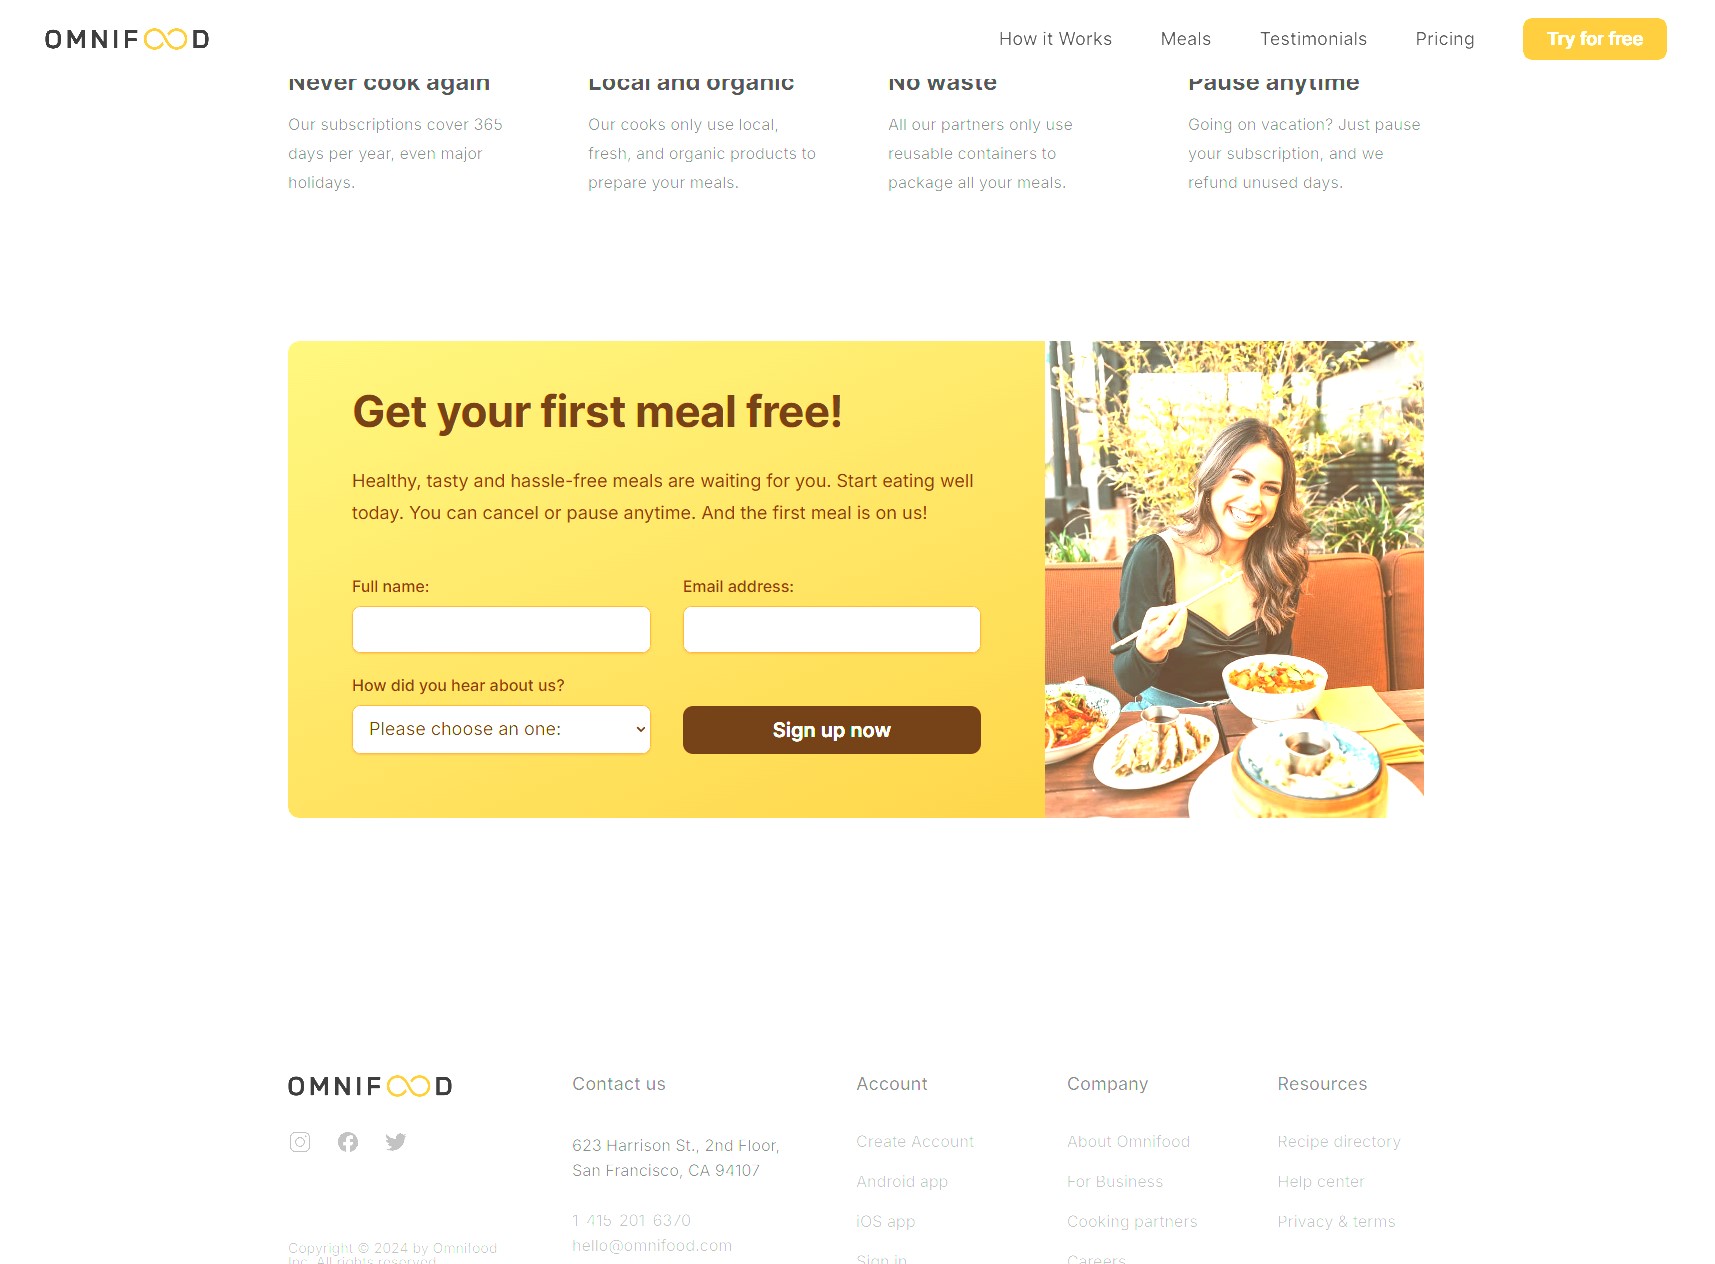 OMNIFOOD
How it Works
Meals
Testimonials
Pricing
Try for free
Never cook again
Our subscriptions cover 365
days per year, even major
holidays.
Local and organic
Our cooks only use local,
fresh, and organic products to
prepare your meals.
No waste
All our partners only use
reusable containers to
package all your meals.
Pause anytime
Going on vacation? Just pause
your subscription, and we
refund unused days.
Get your first meal free!
Healthy, tasty and hassle-free meals are waiting for you. Start eating well
today. You can cancel or pause anytime. And the first meal is on us!
Full name:
Email address:
How did you hear about us?
Please choose an one:
Sign up now
OMNIFOOD
Copyright © 2024 by Omnifood
Inc. All rights reserved
Contact us
623 Harrison St., 2nd Floor,
San Francisco, CA 94107
1-415-201-6370
hello@omnifood.com
Account
Create Account
Android app
iOS app
Sign in
Company
About Omnifood
For Business
Cooking partners
Careers
Resources
Recipe directory
Help center
Privacy & terms